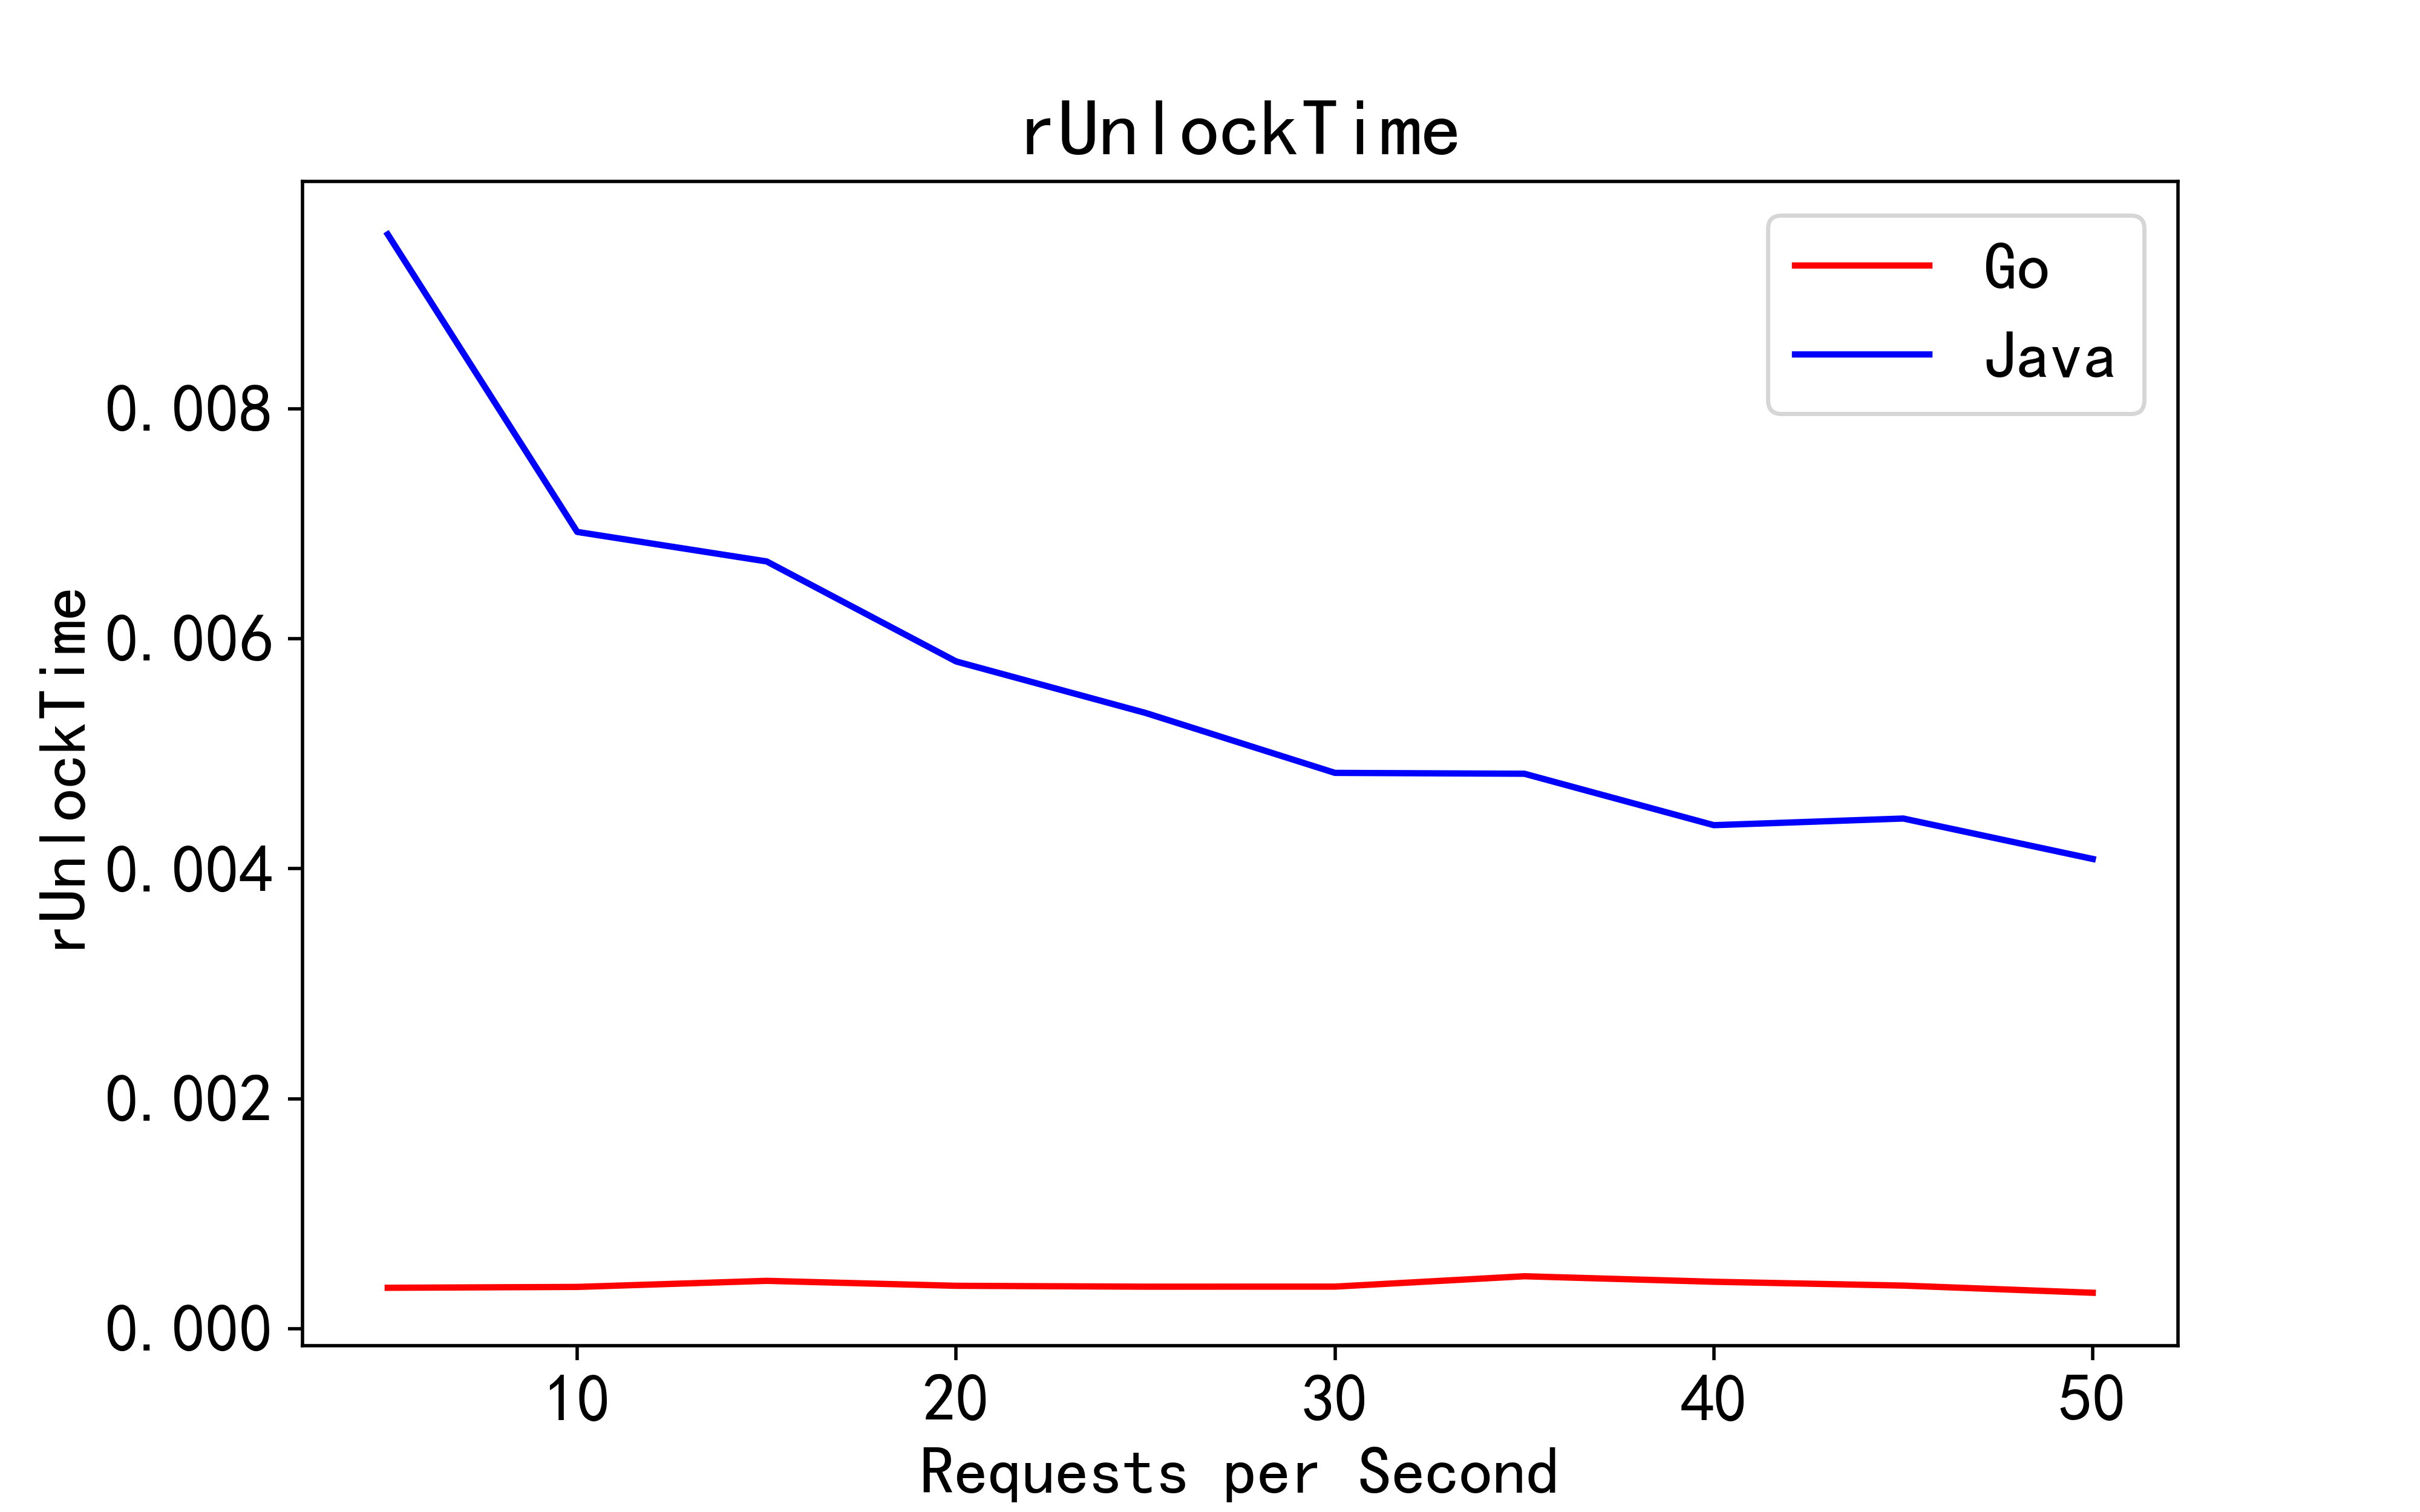 rUnlockTime
Go
Java
rUnlockTime
0.008
0.006
0.004
0.002
0.000
10 20 30 40 50
Requests per Second